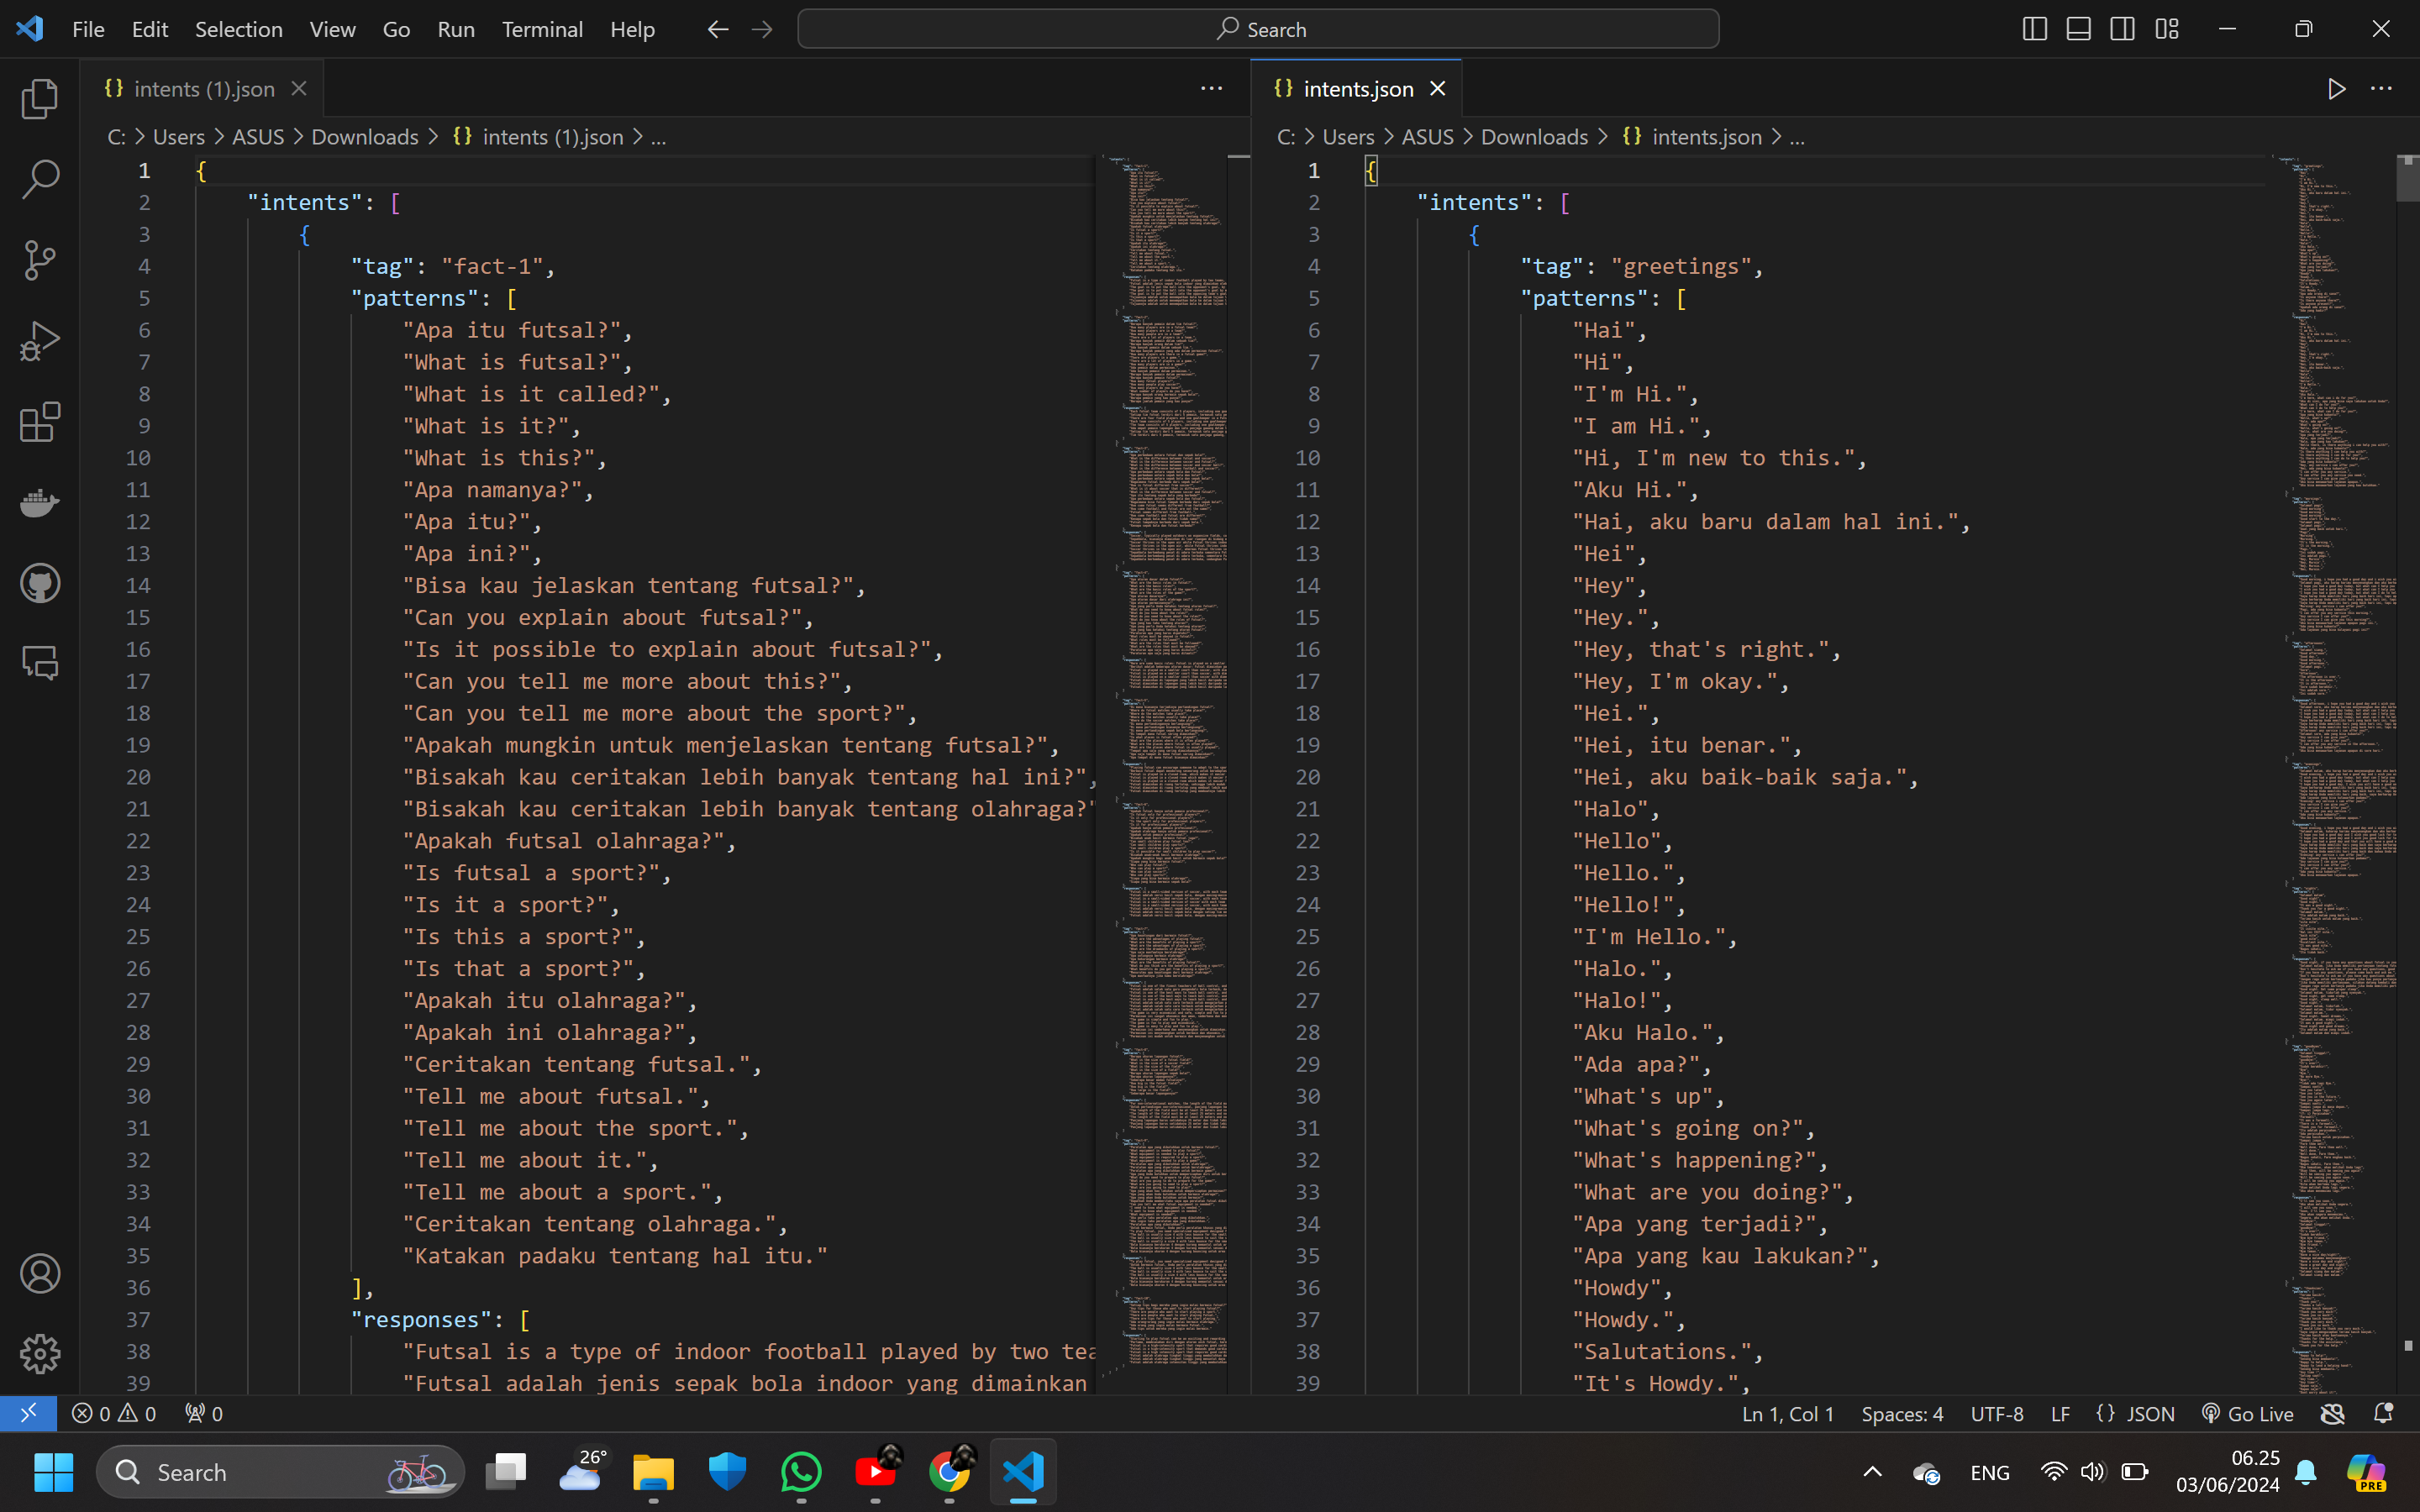 File Edit Selection View Go Run Terminal Help Search
{} intents (1).json
C: > Users > ASUS > Downloads > {} intents (1).json > ...
1 {
2 "intents": [
3 {
4 "tag": "fact-1",
5 "patterns": [
6 "Apa itu futsal?",
7 "What is futsal?",
8 "What is it called?",
9 "What is it?",
10 "What is this?",
11 "Apa namanya?",
12 "Apa itu?",
13 "Apa ini?",
14 "Bisa kau jelaskan tentang futsal?",
15 "Can you explain about futsal?",
16 "Is it possible to explain about futsal?",
17 "Can you tell me more about this?",
18 "Can you tell me more about the sport?",
19 "Apakah mungkin untuk menjelaskan tentang futsal?",
20 "Bisakah kau ceritakan lebih banyak tentang hal ini?",
21 "Bisakah kau ceritakan lebih banyak tentang olahraga?"
22 "Apakah futsal olahraga?",
23 "Is futsal a sport?",
24 "Is it a sport?",
25 "Is this a sport?",
26 "Is that a sport?",
27 "Apakah itu olahraga?",
28 "Apakah ini olahraga?",
29 "Ceritakan tentang futsal.",
30 "Tell me about futsal.",
31 "Tell me about the sport.",
32 "Tell me about it.",
33 "Tell me about a sport.",
34 "Ceritakan tentang olahraga.",
35 "Katakan padaku tentang hal itu."
36 ],
37 "responses": [
38 "Futsal is a type of indoor football played by two tea
39 "Futsal adalah jenis sepak bola indoor yang dimainkan
{} intents.json
C: > Users > ASUS > Downloads > {} intents.json > ...
1 {
2 "intents": [
3 {
4 "tag": "greetings",
5 "patterns": [
6 "Hai",
7 "Hi",
8 "I'm Hi.",
9 "I am Hi.",
10 "Hi, I'm new to this.",
11 "Aku Hi.",
12 "Hai, aku baru dalam hal ini.",
13 "Hei",
14 "Hey",
15 "Hey.",
16 "Hey, that's right.",
17 "Hey, I'm okay.",
18 "Hei.",
19 "Hei, itu benar.",
20 "Hei, aku baik-baik saja.",
21 "Halo",
22 "Hello",
23 "Hello.",
24 "Hello!",
25 "I'm Hello.",
26 "Halo.",
27 "Halo!",
28 "Aku Halo.",
29 "Ada apa?",
30 "What's up",
31 "What's going on?",
32 "What's happening?",
33 "What are you doing?",
34 "Apa yang terjadi?",
35 "Apa yang kau lakukan?",
36 "Howdy",
37 "Howdy.",
38 "Salutations.",
39 "It's Howdy.",
0 0 0 Ln 1, Col 1 Spaces: 4 UTF-8 LF {} JSON Go Live
Search 26° ENG 06.25
03/06/2024 PRE